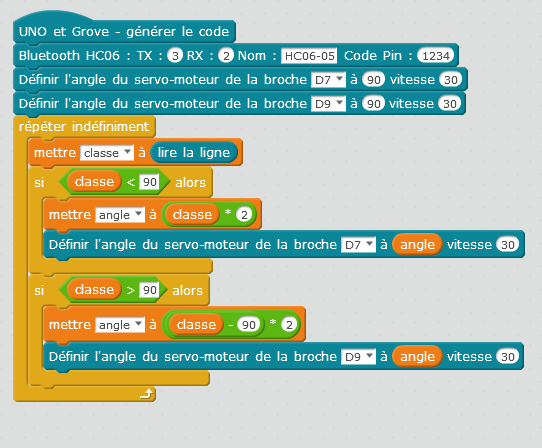 UNO et Grove - générer le code
Bluetooth HC06 : TX : 3 RX : 2 Nom : HC06-05 Code Pin : 1234
Définir l'angle du servo-moteur de la broche D7 à 90 vitesse 30
Définir l'angle du servo-moteur de la broche D9 à 90 vitesse 30
répéter indéfiniment
mettre classe à lire la ligne
si classe < 90 alors
mettre angle à classe * 2
Définir l'angle du servo-moteur de la broche D7 à angle vitesse 30
si classe > 90 alors
mettre angle à classe - 90 * 2
Définir l'angle du servo-moteur de la broche D9 à angle vitesse 30